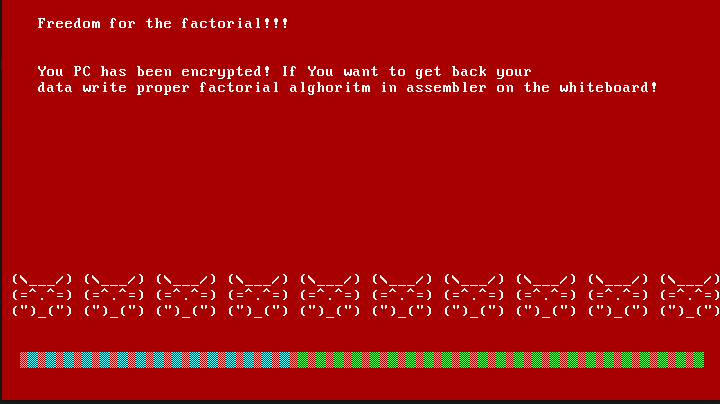 Freedom for the factorial!!!
You PC has been encrypted! If You want to get back your
data write proper factorial alghoritm in assembler on the whiteboard!
(\___/) (\___/) (\___/) (\___/) (\___/) (\___/) (\___/) (\___/) (\___/) (\___/)
(=^.^=) (=^.^=) (=^.^=) (=^.^=) (=^.^=) (=^.^=) (=^.^=) (=^.^=) (=^.^=) (=^.^=)
(")_(") (")_(") (")_(") (")_(") (")_(") (")_(") (")_(") (")_(") (")_(") (")_(")